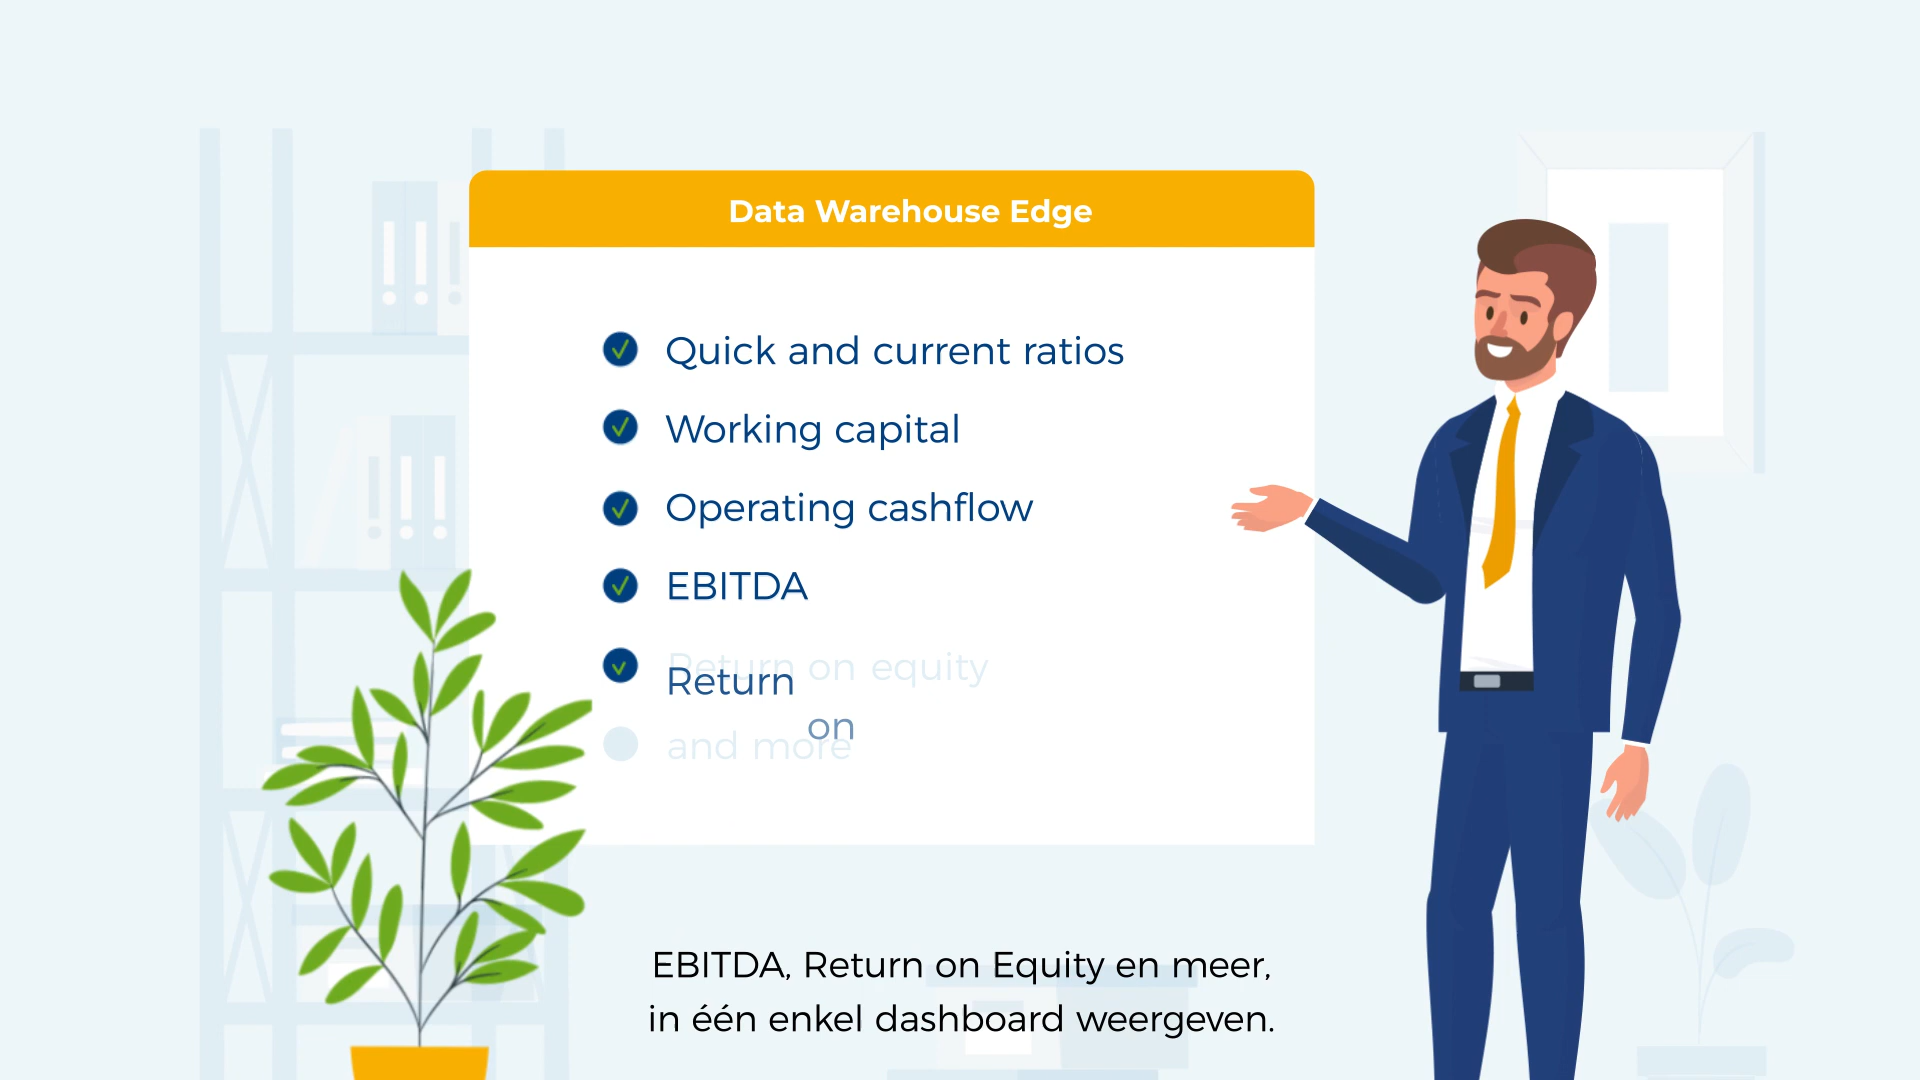 Data Warehouse Edge
Quick and current ratios
Working capital
Operating cashflow
EBITDA
Return on equity
Return
on
and more
EBITDA, Return on Equity en meer,
in één enkel dashboard weergeven.